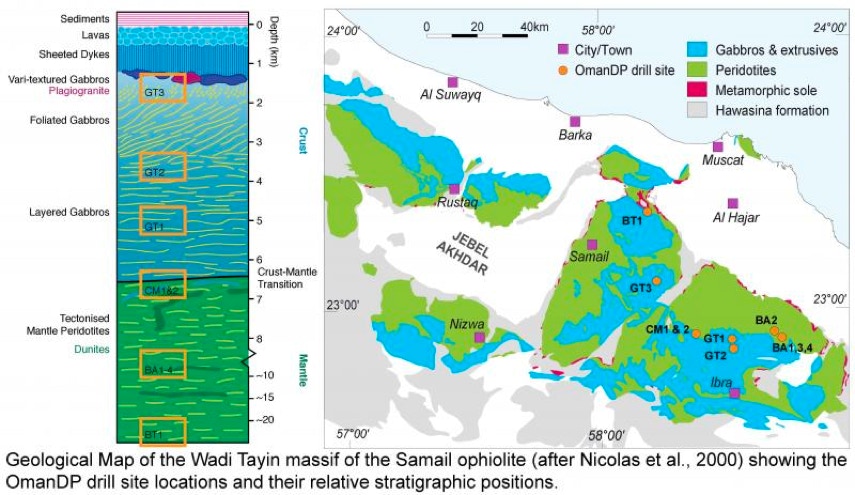 Sediments
Lavas
Sheeted Dykes
Vari-textured Gabbros
Plagiogranite
Foliated Gabbros
Layered Gabbros
Crust-Mantle
Transition
Tectonised
Mantle Peridotites
Dunites
GT3
GT2
GT1
CM1&2
BA1-4
BT1
0
1
2
3
4
5
6
7
8
10
15
20
Depth (km)
Crust
Mantle
24°00'
58°00'
24°00'
0 20 40km
City/Town
OmanDP drill site
Gabbros & extrusives
Peridotites
Metamorphic sole
Hawasina formation
Al Suwayq
Barka
Muscat
Rustaq
Al Hajar
BT1
JEBEL
AKHDAR
Samail
GT3
23°00'
23°00'
Nizwa
CM1 & 2
BA2
GT1
BA1,3,4
GT2
Ibra
57°00'
58°00'
Geological Map of the Wadi Tayin massif of the Samail ophiolite (after Nicolas et al., 2000) showing the
OmanDP drill site locations and their relative stratigraphic positions.